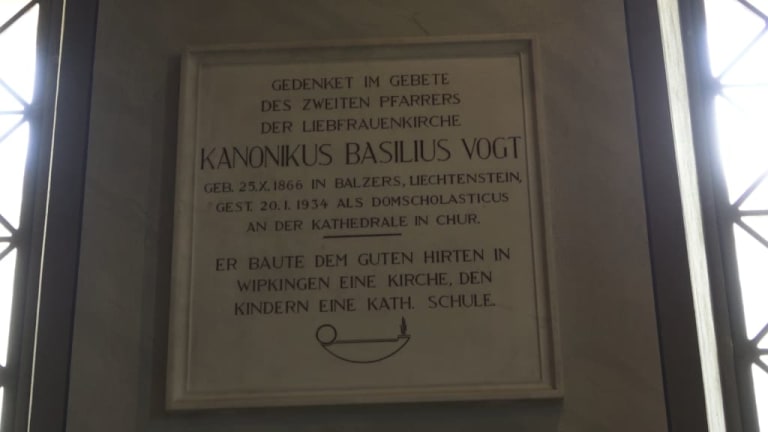 GEDENKET IM GEBETE
DES ZWEITEN PFARRERS
DER LIEBFRAUENKIRCHE
KANONIKUS BASILIUS VOGT
GEB. 25.X.1866 IN BALZERS, LIECHTENSTEIN,
GEST. 20.I.1934 ALS DOMSCHOLASTICUS
AN DER KATHEDRALE IN CHUR.
ER BAUTE DEM GUTEN HIRTEN IN
WIPKINGEN EINE KIRCHE, DEN
KINDERN EINE KATH. SCHULE.